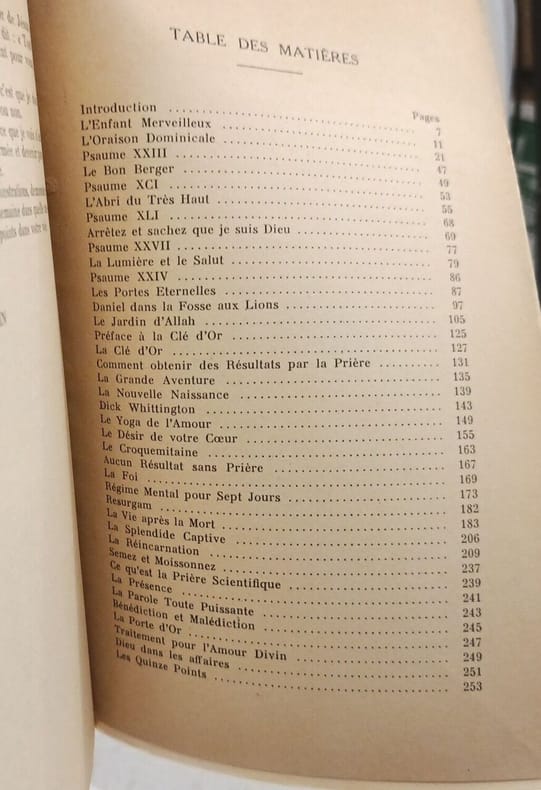 TABLE DES MATIÈRES
Pages
Introduction 7
L'Enfant Merveilleux 11
L'Oraison Dominicale 21
Psaume XXIII 47
Le Bon Berger 49
Psaume XCI 53
L'Abri du Très Haut 55
Psaume XLI 68
Arrêtez et sachez que je suis Dieu 69
Psaume XXVII 77
La Lumière et le Salut 79
Psaume XXIV 86
Les Portes Eternelles 87
Daniel dans la Fosse aux Lions 97
Le Jardin d'Allah 105
Préface à la Clé d'Or 125
La Clé d'Or 127
Comment obtenir des Résultats par la Prière 131
La Grande Aventure 135
La Nouvelle Naissance 139
Dick Whittington 143
Le Yoga de l'Amour 149
Le Désir de votre Cœur 155
Le Croquemitaine 163
Aucun Résultat sans Prière 167
La Foi 169
Régime Mental pour Sept Jours 173
Resurgam 182
La Vie après la Mort 183
La Splendide Captive 206
La Réincarnation 209
Semez et Moissonnez 237
Ce qu'est la Prière Scientifique 239
La Présence 241
La Parole Toute Puissante 243
Bénédiction et Malédiction 245
La Porte d'Or 247
Traitement pour l'Amour Divin 249
Dieu dans les affaires 251
Les Quinze Points 253